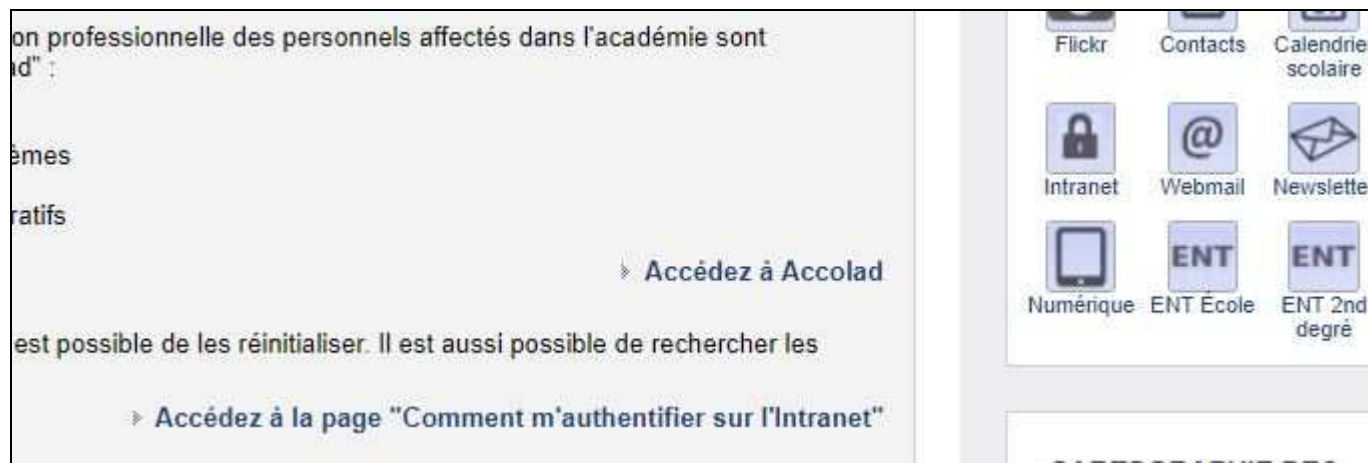 on professionnelle des personnels affectés dans l'académie sont
ad" :
èmes
ratifs
Accédez à Accolad
est possible de les réinitialiser. Il est aussi possible de rechercher les
Accédez à la page "Comment m'authentifier sur l'Intranet"
Flickr Contacts Calendrie
scolaire
@
Intranet Webmail Newslette
ENT ENT
Numérique ENT École ENT 2nd
degré